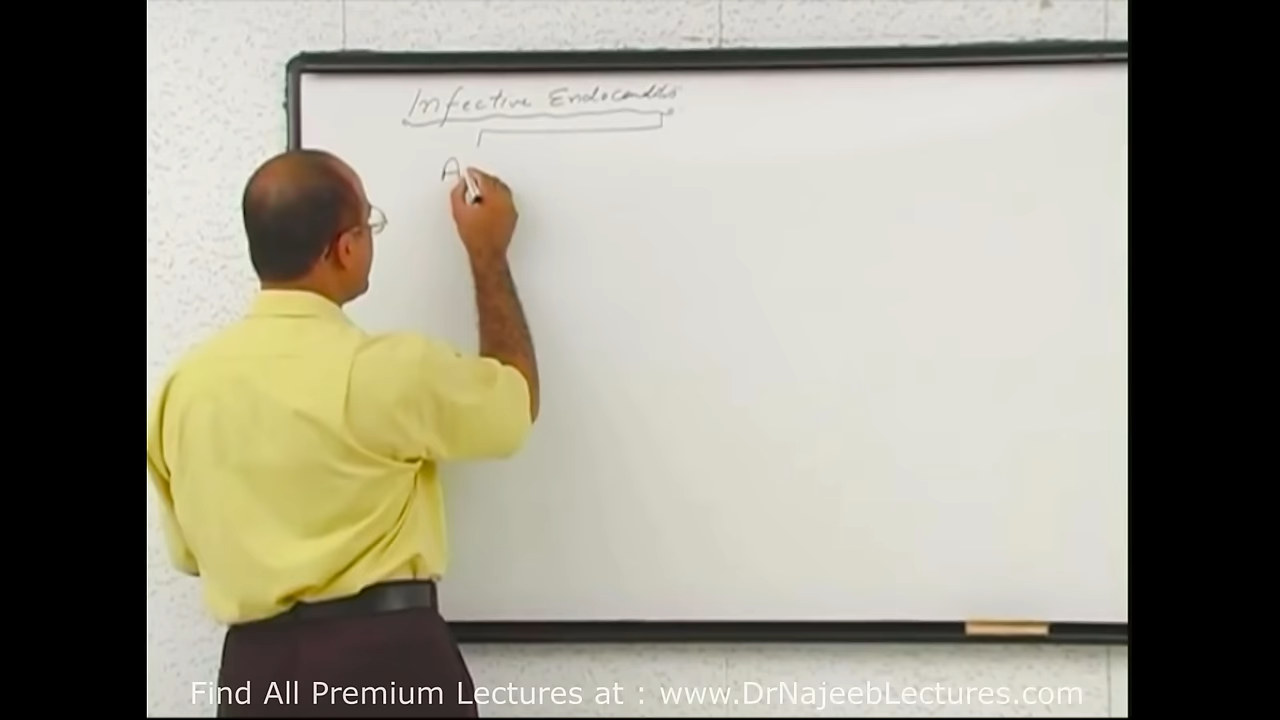 Infective Endocarditis
A
Find All Premium Lectures at : www.DrNajeebLectures.com